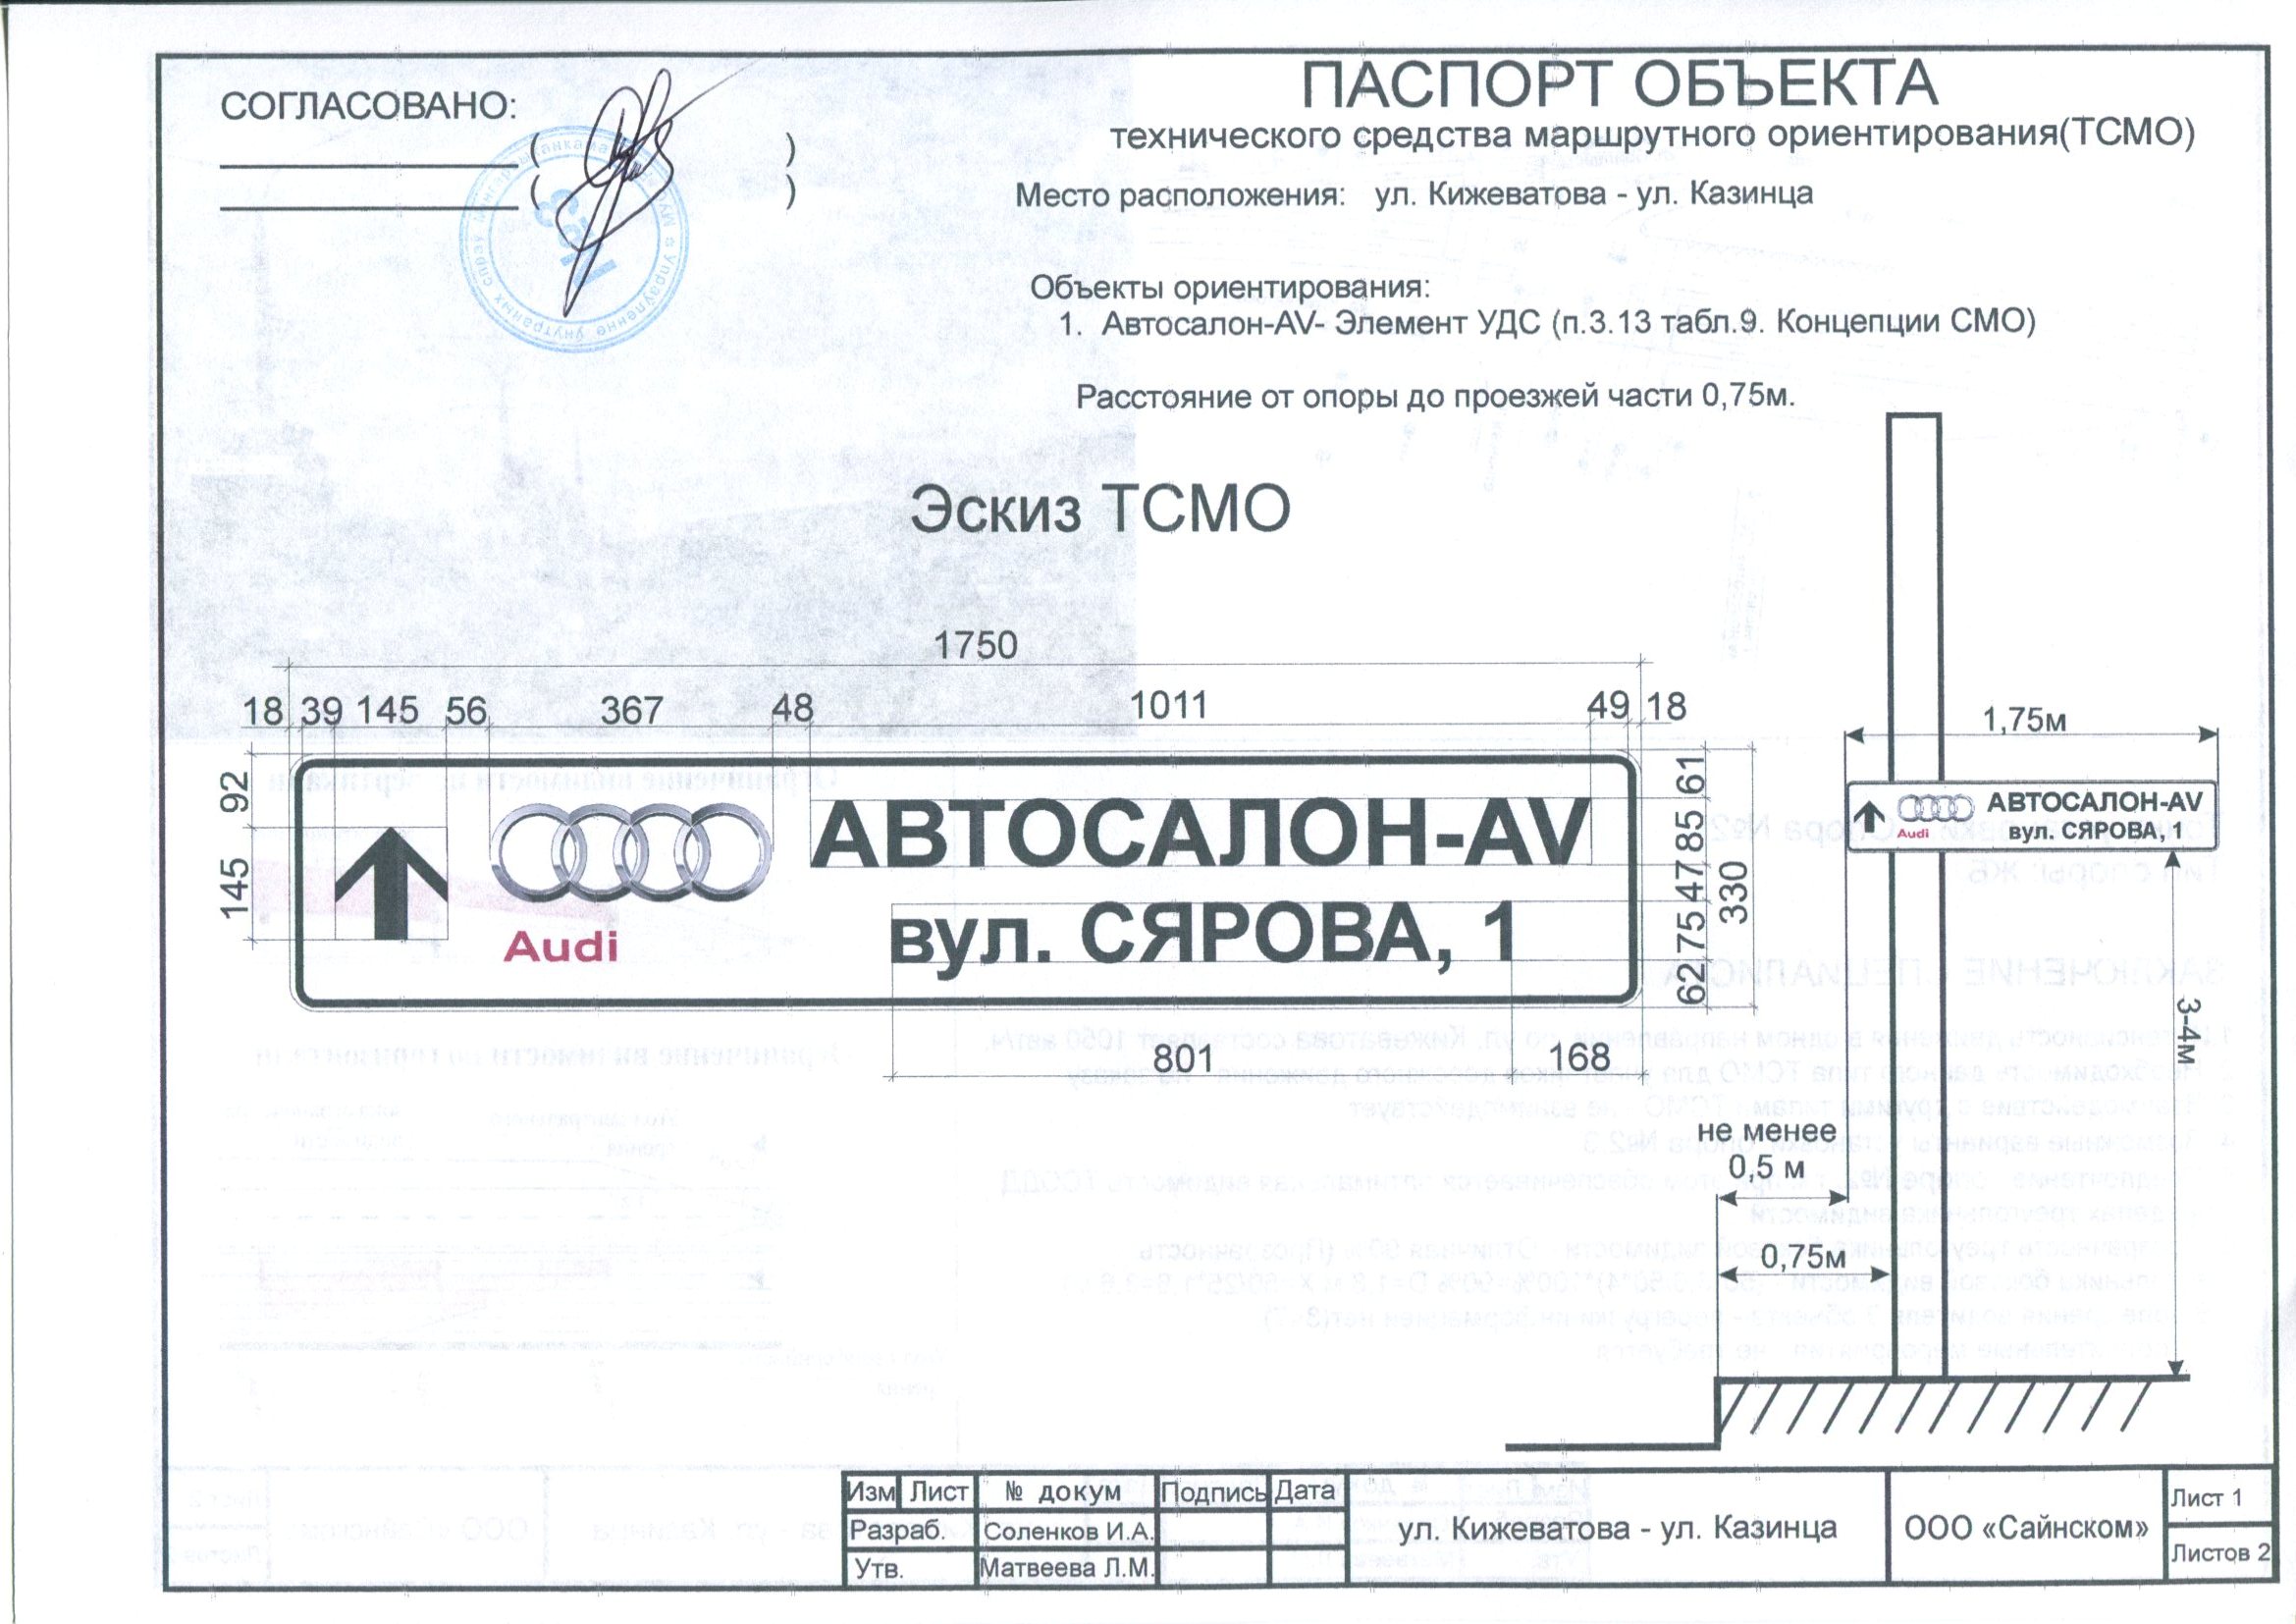 СОГЛАСОВАНО:
( )
( )
ПАСПОРТ ОБЪЕКТА
технического средства маршрутного ориентирования(ТСМО)
Место расположения: ул. Кижеватова - ул. Казинца
Объекты ориентирования:
1. Автосалон-AV- Элемент УДС (п.3.13 табл.9. Концепции СМО)
Расстояние от опоры до проезжей части 0,75м.
Эскиз ТСМО
1750
18 39 145 56 367 48 1011 49 18
92
145
АВТОСАЛОН-AV
вул. СЯРОВА, 1
Audi
61
85
47
75
62
330
801 168
1,75м
АВТОСАЛОН-AV
вул. СЯРОВА,
Audi
3-4м
не менее
0,5 м
0,75м
Изм Лист № докум Подпись Дата
Разраб. Соленков И.А.
Утв. Матвеева Л.М.
ул. Кижеватова - ул. Казинца
ООО «Сайнском»
Лист 1
Листов 2